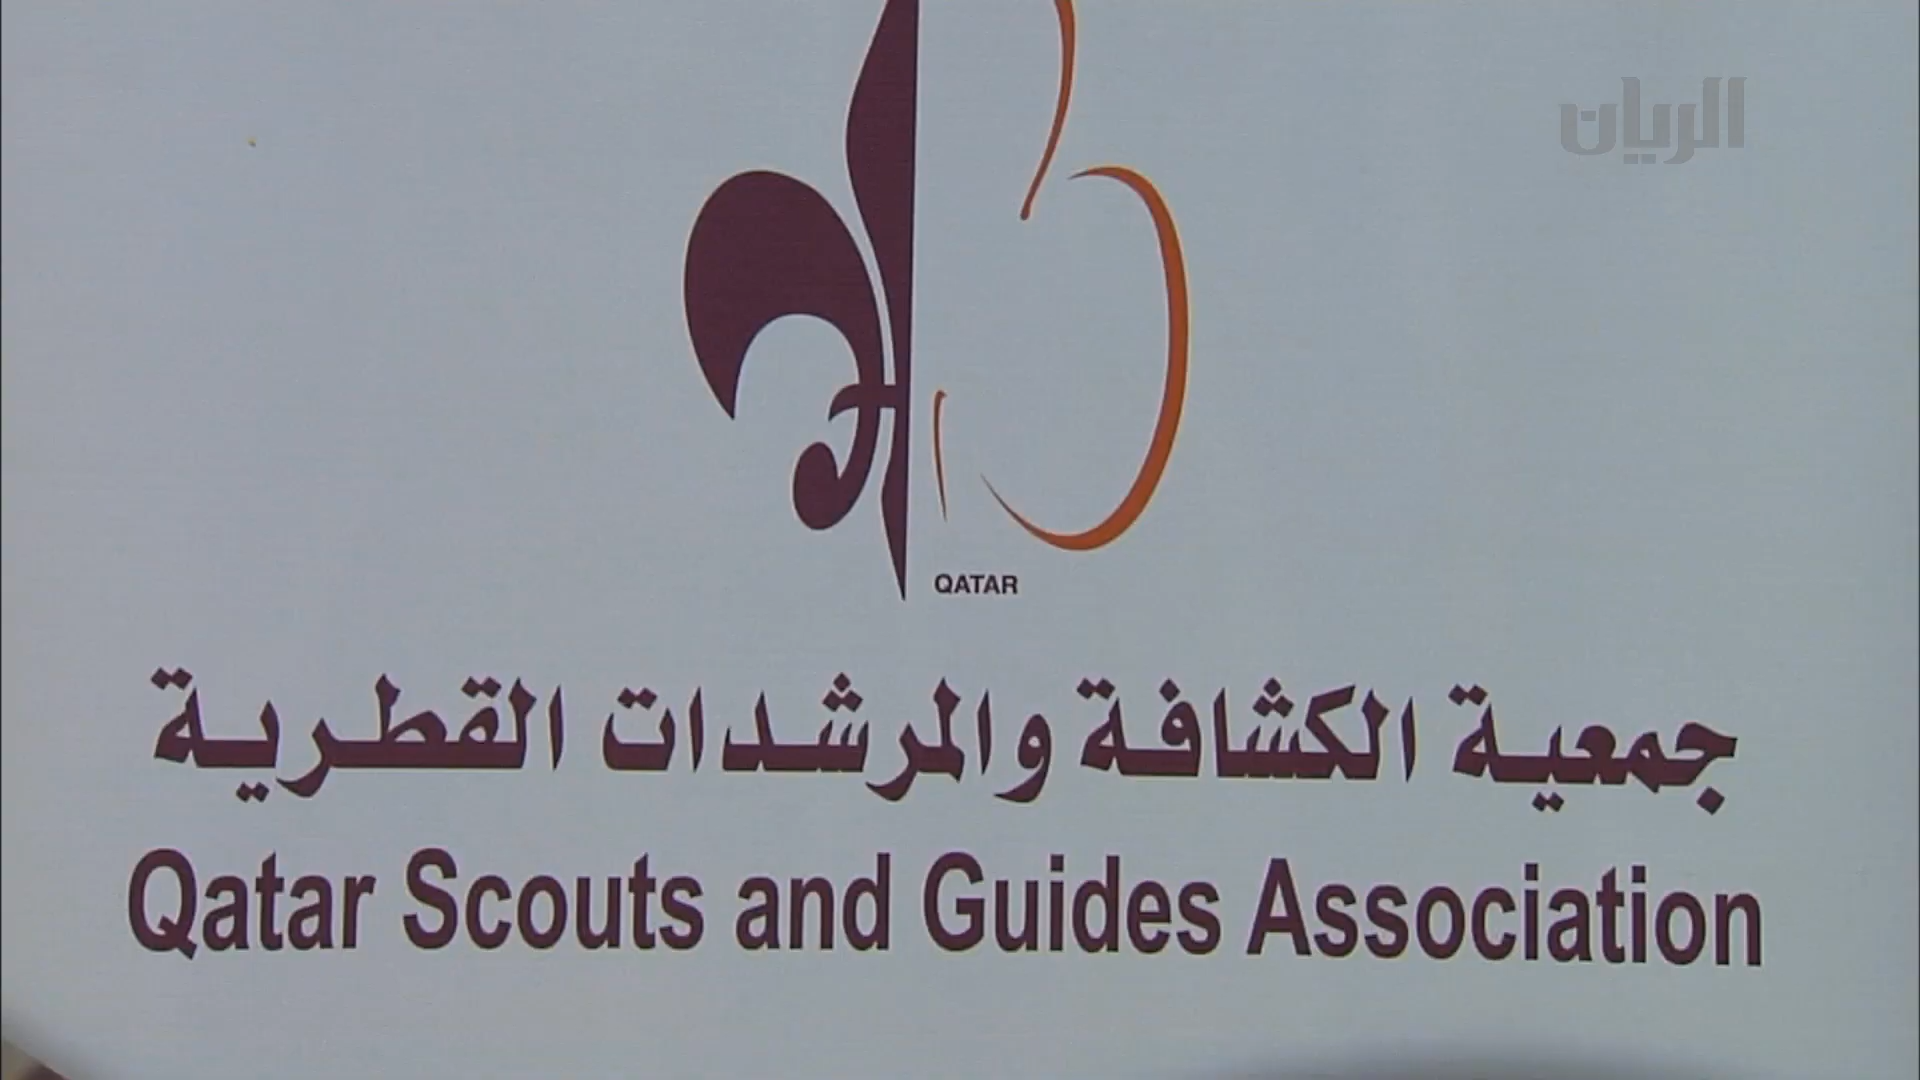 الريان
QATAR
جمعية الكشافة والمرشدات القطرية
Qatar Scouts and Guides Association